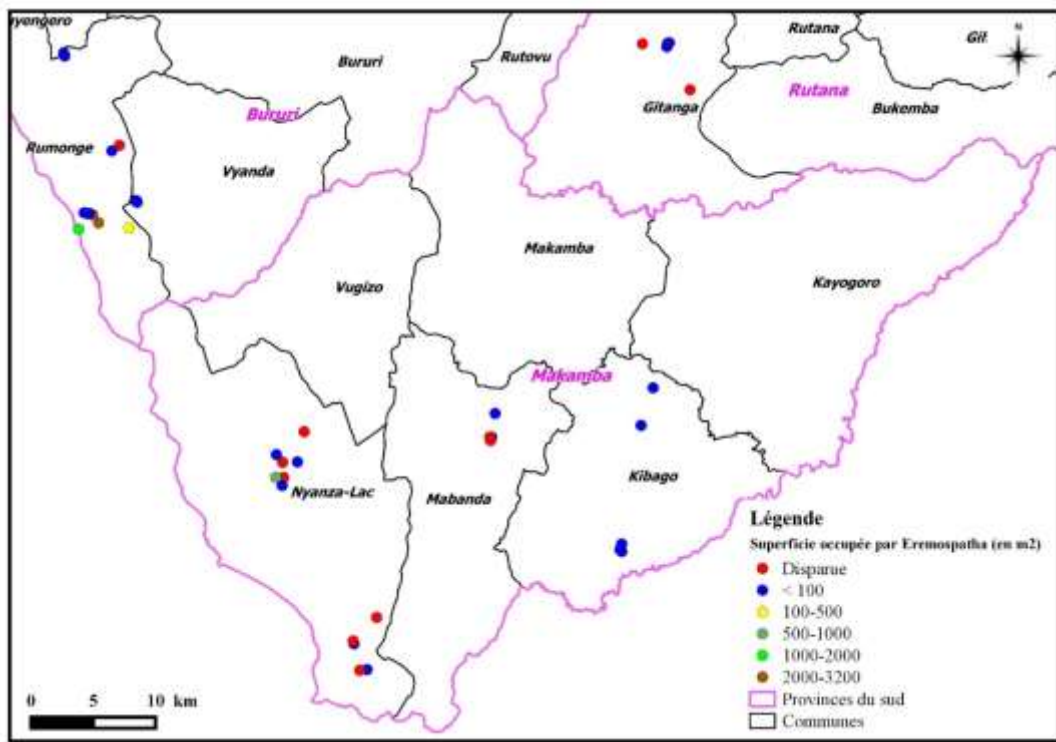 uyengero
Bururi
Rutovu
Rutana
Git
N
Rumonge
Bururi
Vyanda
Gitanga
Rutana
Bukemba
Makamba
Vugizo
Kayogoro
Makamba
Nyanza-Lac
Mabanda
Kibago
Légende
Superficie occupée par Eremospatha (en m2)
Disparue
< 100
100-500
500-1000
1000-2000
2000-3200
Provinces du sud
Communes
0 5 10
km